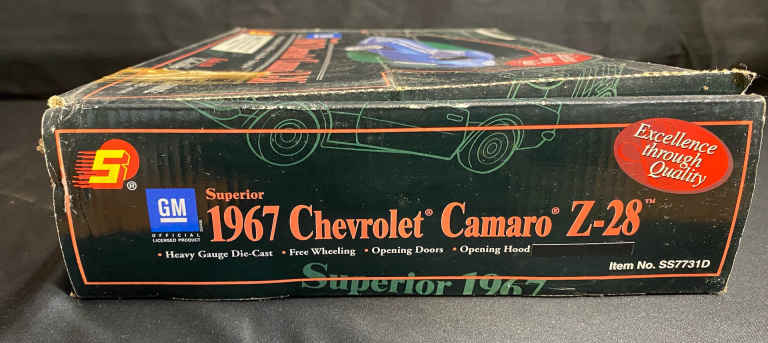 S
®
GM
OFFICIAL
LICENSED PRODUCT
Superior
1967 Chevrolet® Camaro® Z-28™
• Heavy Gauge Die-Cast • Free Wheeling • Opening Doors • Opening Hood
Excellence
through
Quality
Item No. SS7731D
Superior 1967